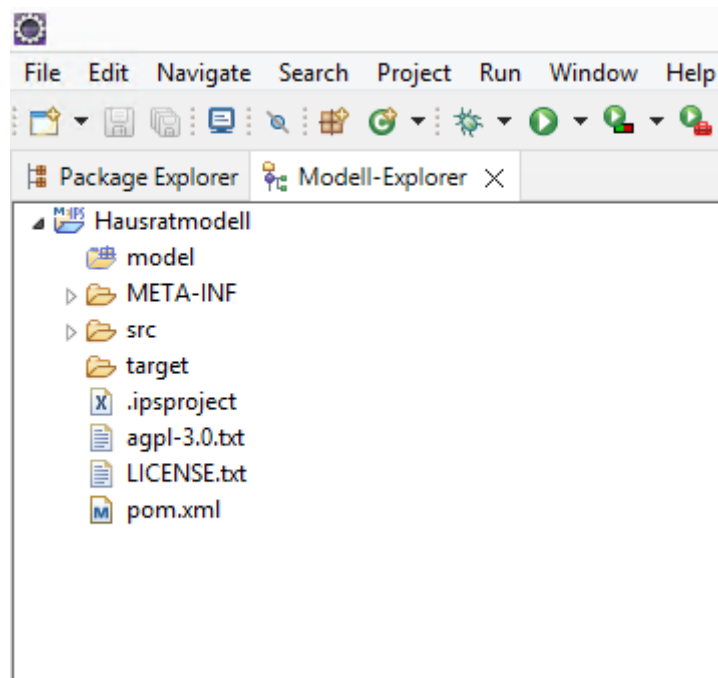 File Edit Navigate Search Project Run Window Help
Package Explorer Modell-Explorer
Hausratmodell
model
META-INF
src
target
.ipsproject
agpl-3.0.txt
LICENSE.txt
pom.xml